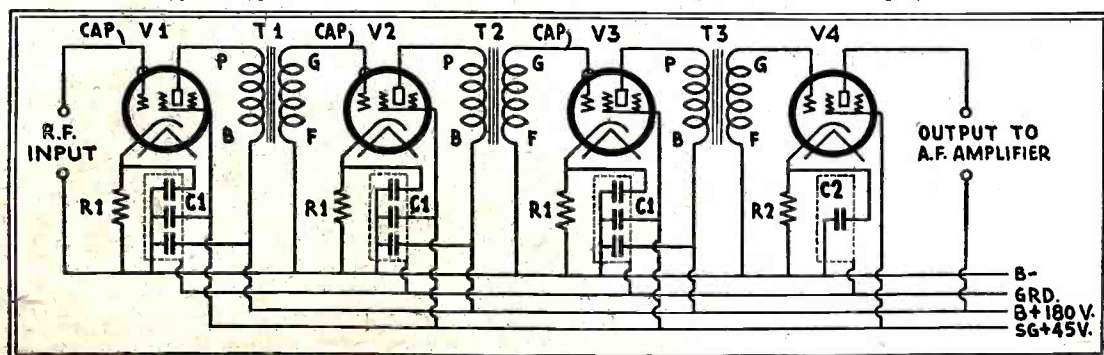 CAP, V1 T1 CAP, V2 T2 CAP, V3 T3 V4
P G P G P G
R.F. INPUT
OUTPUT TO A.F. AMPLIFIER
B F B F B F
R1 C1 R1 C1 R1 C1 R2 C2
B-
GRD.
B+180 V.
SG+45V.